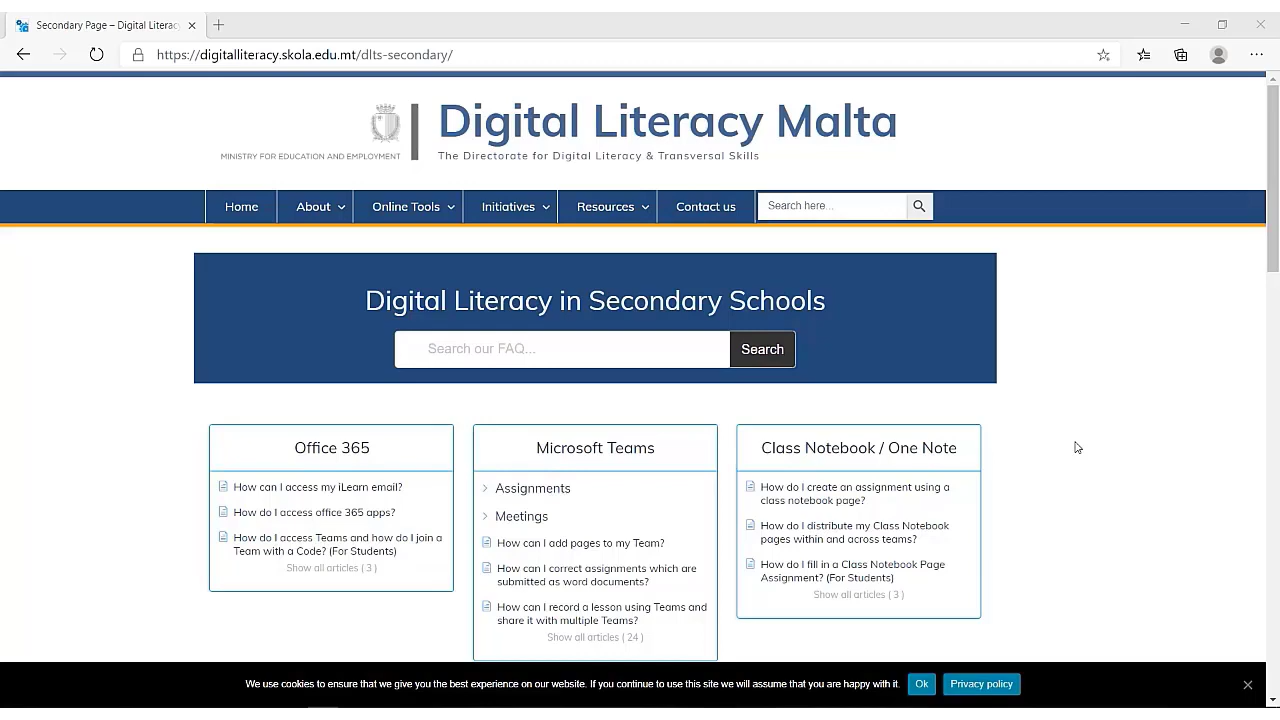 Secondary Page – Digital Literac
https://digitalliteracy.skola.edu.mt/dlts-secondary/
Digital Literacy Malta
MINISTRY FOR EDUCATION AND EMPLOYMENT
The Directorate for Digital Literacy & Transversal Skills
Home
About
Online Tools
Initiatives
Resources
Contact us
Search here...
Digital Literacy in Secondary Schools
Search our FAQ...
Search
Office 365
How can I access my iLearn email?
How do I access office 365 apps?
How do I access Teams and how do I join a
Team with a Code? (For Students)
Show all articles ( 3 )
Microsoft Teams
Assignments
Meetings
How can I add pages to my Team?
How can I correct assignments which are
submitted as word documents?
How can I record a lesson using Teams and
share it with multiple Teams?
Show all articles ( 24 )
Class Notebook / One Note
How do I create an assignment using a
class notebook page?
How do I distribute my Class Notebook
pages within and across teams?
How do I fill in a Class Notebook Page
Assignment? (For Students)
Show all articles ( 3 )
We use cookies to ensure that we give you the best experience on our website. If you continue to use this site we will assume that you are happy with it.
Ok
Privacy policy